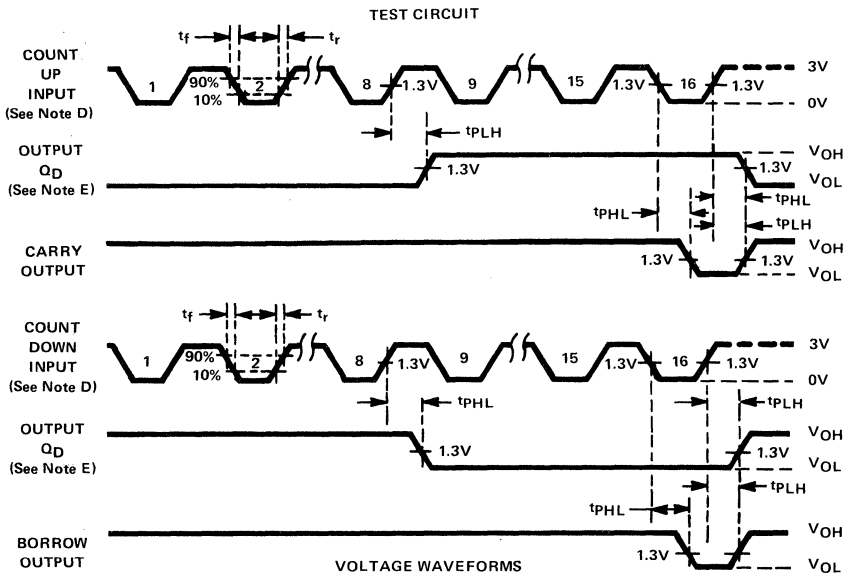 TEST CIRCUIT
tf tr
COUNT
UP
INPUT
(See Note D)
1 90% 10% 2 8 1.3V 9 15 1.3V 16 1.3V 3V 0V
tPLH
OUTPUT
QD
(See Note E)
1.3V 1.3V VOH VOL
tPHL
tPHL
tPLH
CARRY
OUTPUT
1.3V 1.3V VOH VOL
tf tr
COUNT
DOWN
INPUT
(See Note D)
1 90% 10% 2 8 1.3V 9 15 1.3V 16 1.3V 3V 0V
tPHL tPLH
OUTPUT
QD
(See Note E)
1.3V 1.3V VOH VOL
tPLH
tPHL
BORROW
OUTPUT
1.3V 1.3V VOH VOL
VOLTAGE WAVEFORMS